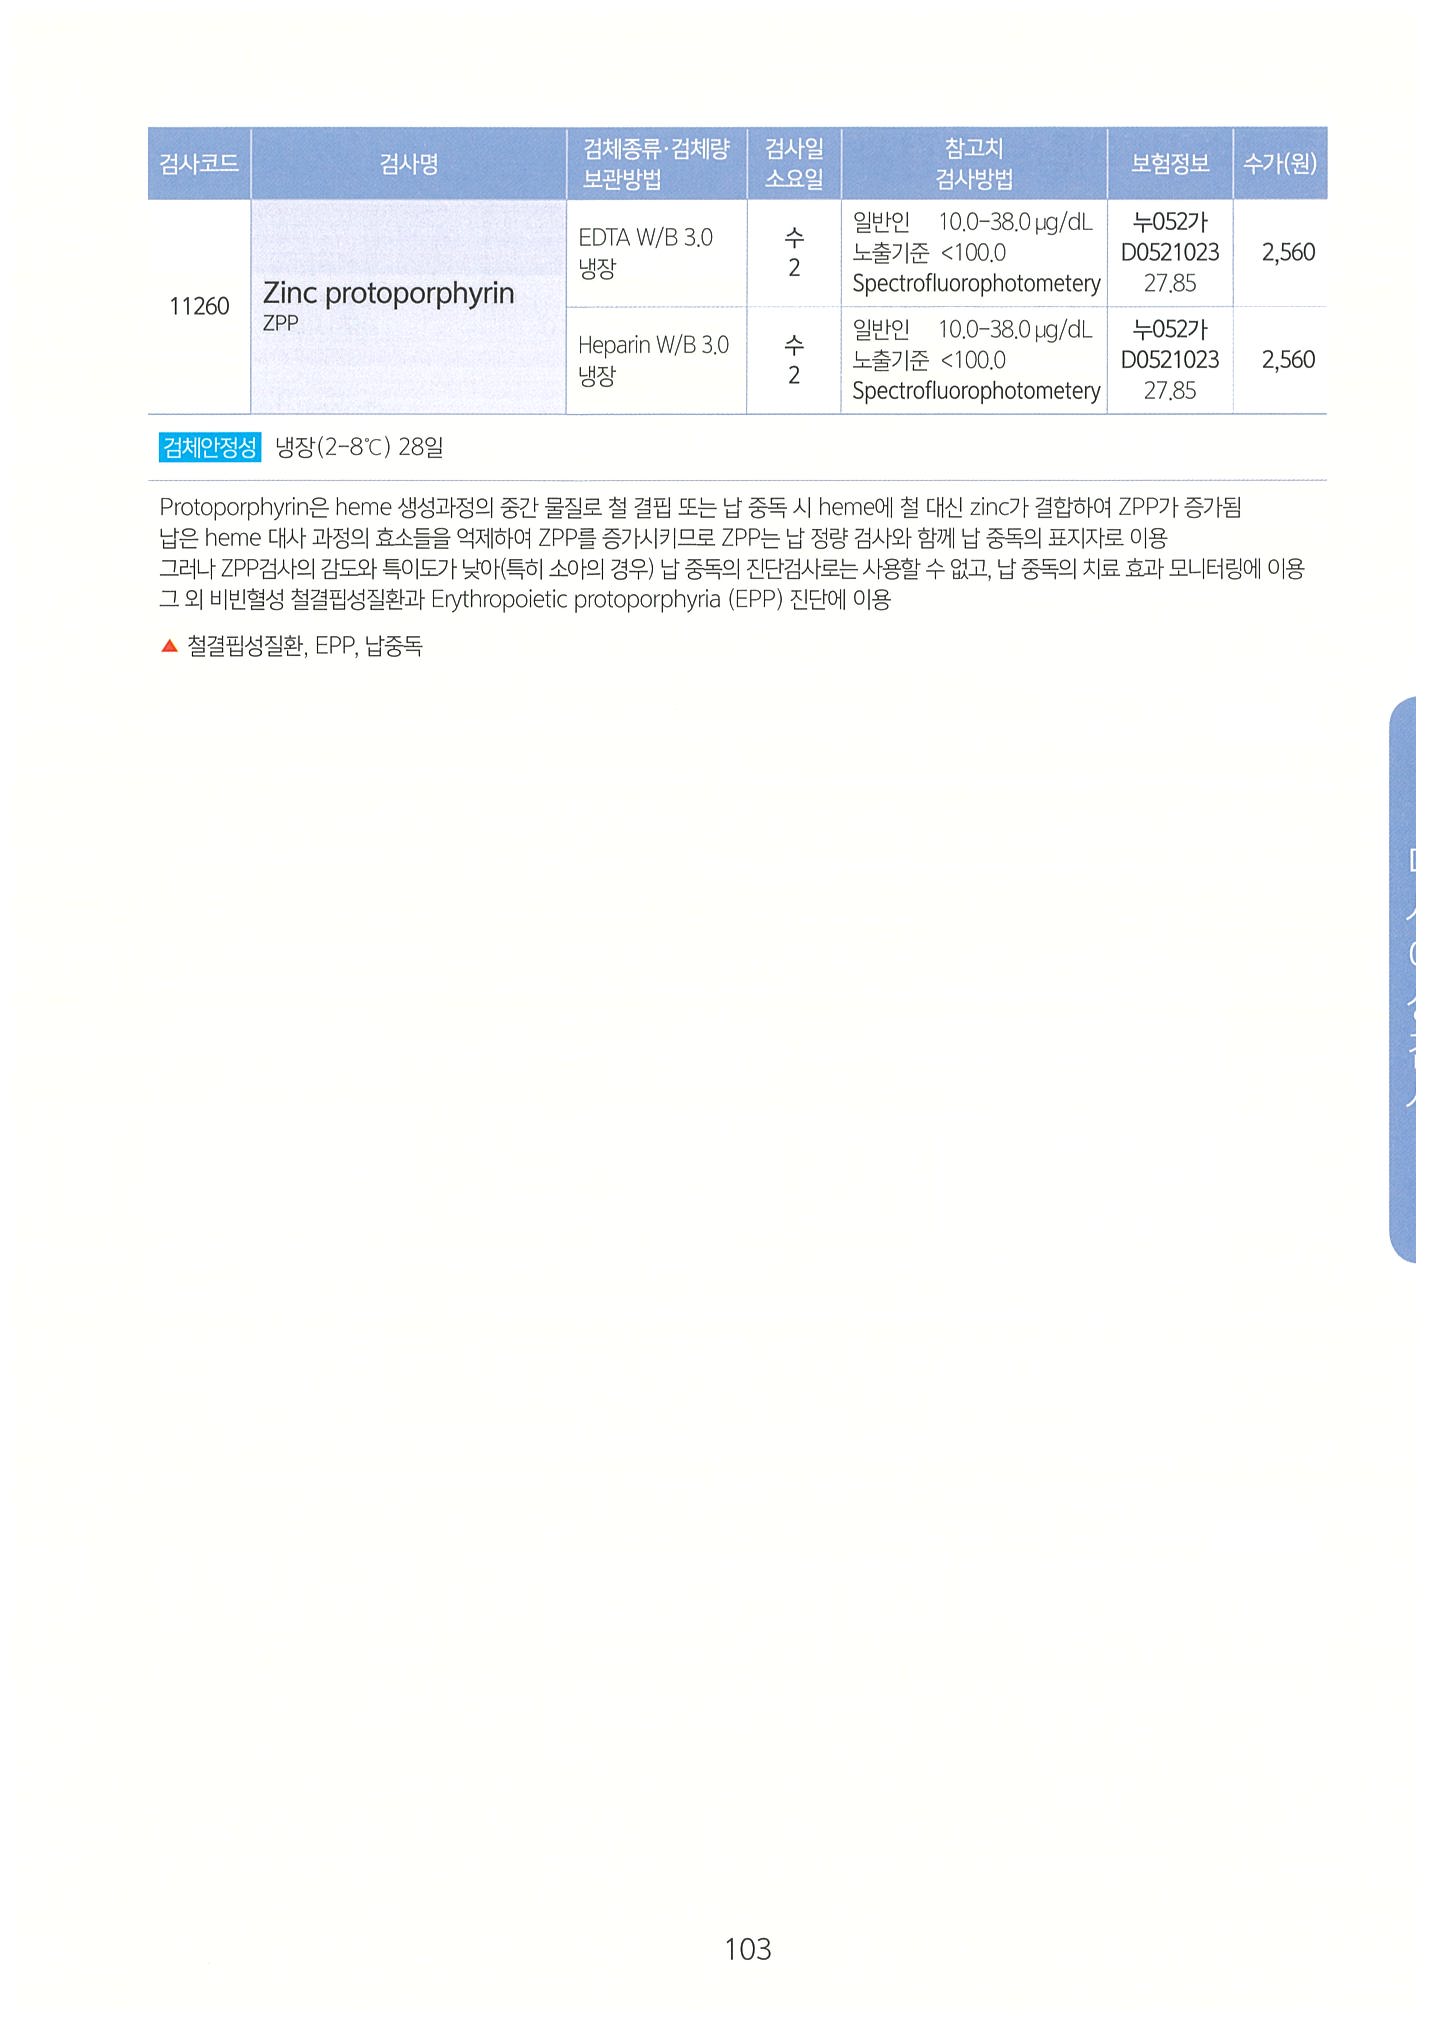 검사코드 검사명 검체종류·검체량 보관방법 검사일 소요일 참고치 검사방법 보험정보 수가(원)
11260
Zinc protoporphyrin
ZPP
EDTA W/B 3.0
냉장
수
2
일반인 10.0-38.0 µg/dL
노출기준 <100.0
Spectrofluorophotometery
누052가
D0521023
27.85
2,560
Heparin W/B 3.0
냉장
수
2
일반인 10.0-38.0 µg/dL
노출기준 <100.0
Spectrofluorophotometery
누052가
D0521023
27.85
2,560
검체안정성 냉장(2-8℃) 28일
Protoporphyrin은 heme 생성과정의 중간 물질로 철 결핍 또는 납 중독 시 heme에 철 대신 zinc가 결합하여 ZPP가 증가됨
납은 heme 대사 과정의 효소들을 억제하여 ZPP를 증가시키므로 ZPP는 납 정량 검사와 함께 납 중독의 표지자로 이용
그러나 ZPP검사의 감도와 특이도가 낮아(특히 소아의 경우) 납 중독의 진단검사로는 사용할 수 없고, 납 중독의 치료 효과 모니터링에 이용
그 외 비빈혈성 철결핍성질환과 Erythropoietic protoporphyria (EPP) 진단에 이용
▲ 철결핍성질환, EPP, 납중독
103